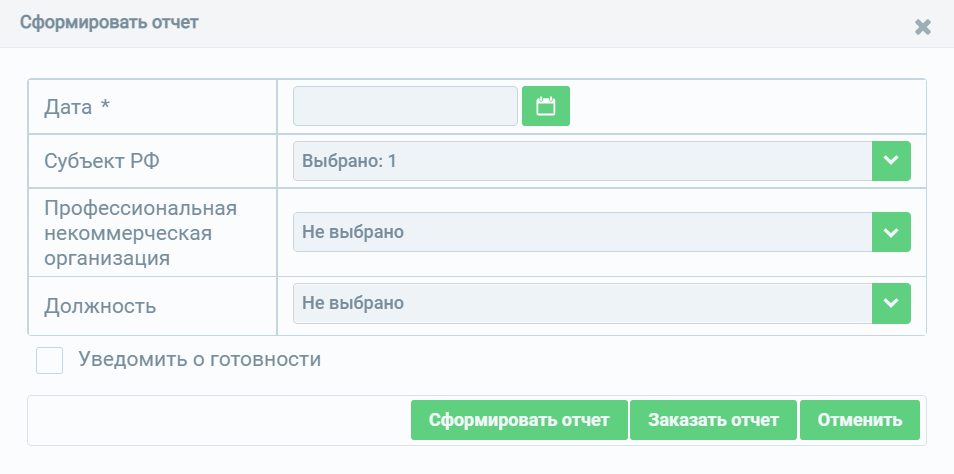 Сформировать отчет
Дата *
Субъект РФ
Выбрано: 1
Профессиональная
некоммерческая
организация
Не выбрано
Должность
Не выбрано
Уведомить о готовности
Сформировать отчет
Заказать отчет
Отменить